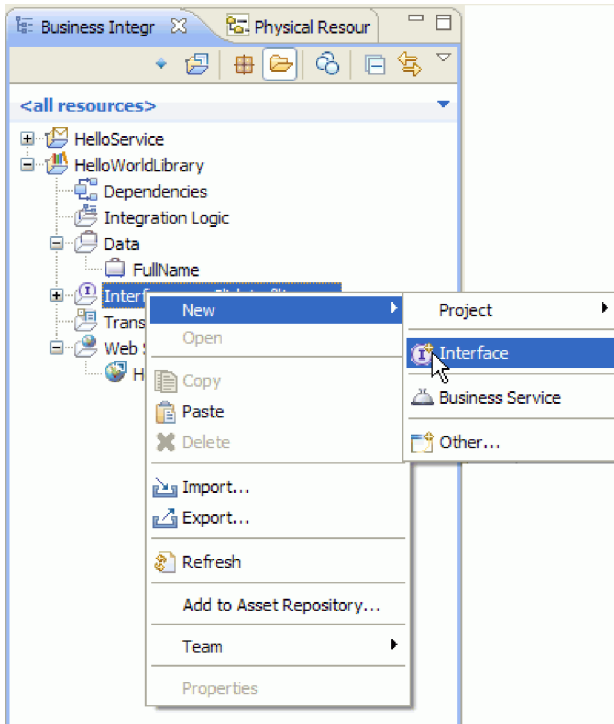 Business Integr
Physical Resour
<all resources>
HelloService
HelloWorldLibrary
Dependencies
Integration Logic
Data
FullName
Interf
Trans
Web
H
New
Open
Copy
Paste
Delete
Import...
Export...
Refresh
Add to Asset Repository...
Team
Properties
Project
Interface
Business Service
Other...